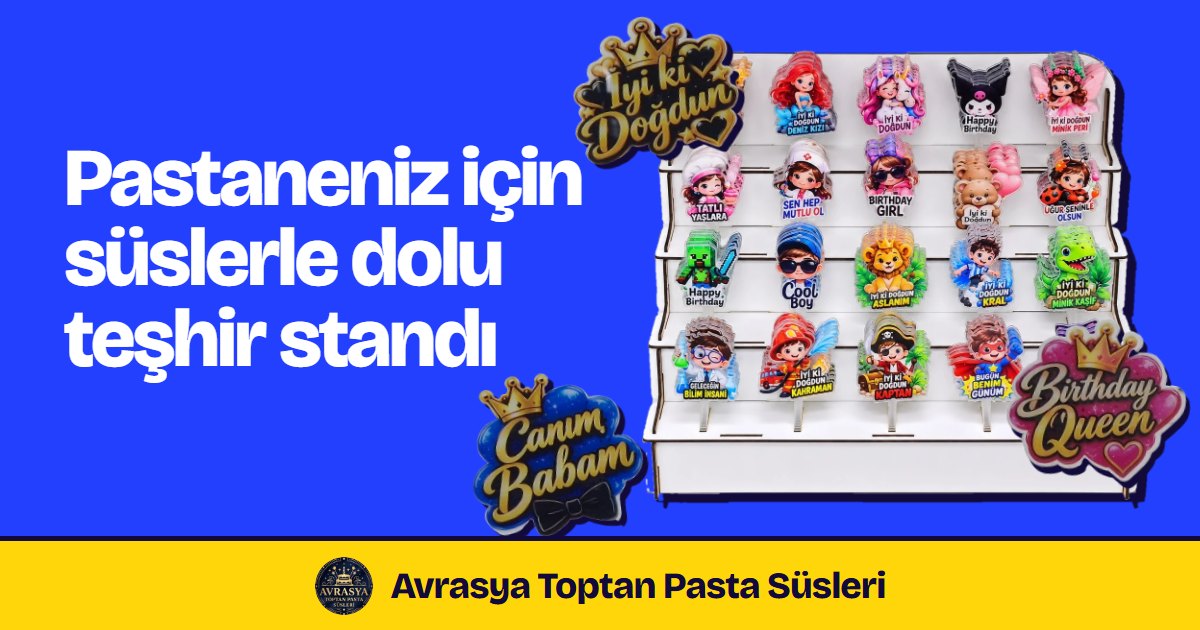 Pastaneniz için
süslerle dolu
teşhir standı
İyi ki
Doğdun
İYİ Kİ
DOĞDUN
DENİZ KIZI
İYİ Kİ
DOĞDUN
Happy
Birthday
İYİ Kİ DOĞDUN
MİNİK PERİ
TATLI
YAŞLARA
SEN HEP
MUTLU OL
BIRTHDAY
GIRL
İyi ki
Doğdun
UĞUR SENİNLE
OLSUN
Happy
Birthday
Cool
Boy
İYİ Kİ DOĞDUN
ASLANIM
İYİ Kİ
DOĞDUN
KRAL
İYİ Kİ
DOĞDUN
MİNİK KAŞİF
GELECEĞİN
BİLİM İNSANI
İYİ Kİ
DOĞDUN
KAHRAMAN
İYİ Kİ
DOĞDUN
KAPTAN
BUGÜN
BENİM
GÜNÜM
Birthday
Queen
Canım
Babam
AVRASYA
TOPTAN PASTA
SÜSLERİ
Avrasya Toptan Pasta Süsleri